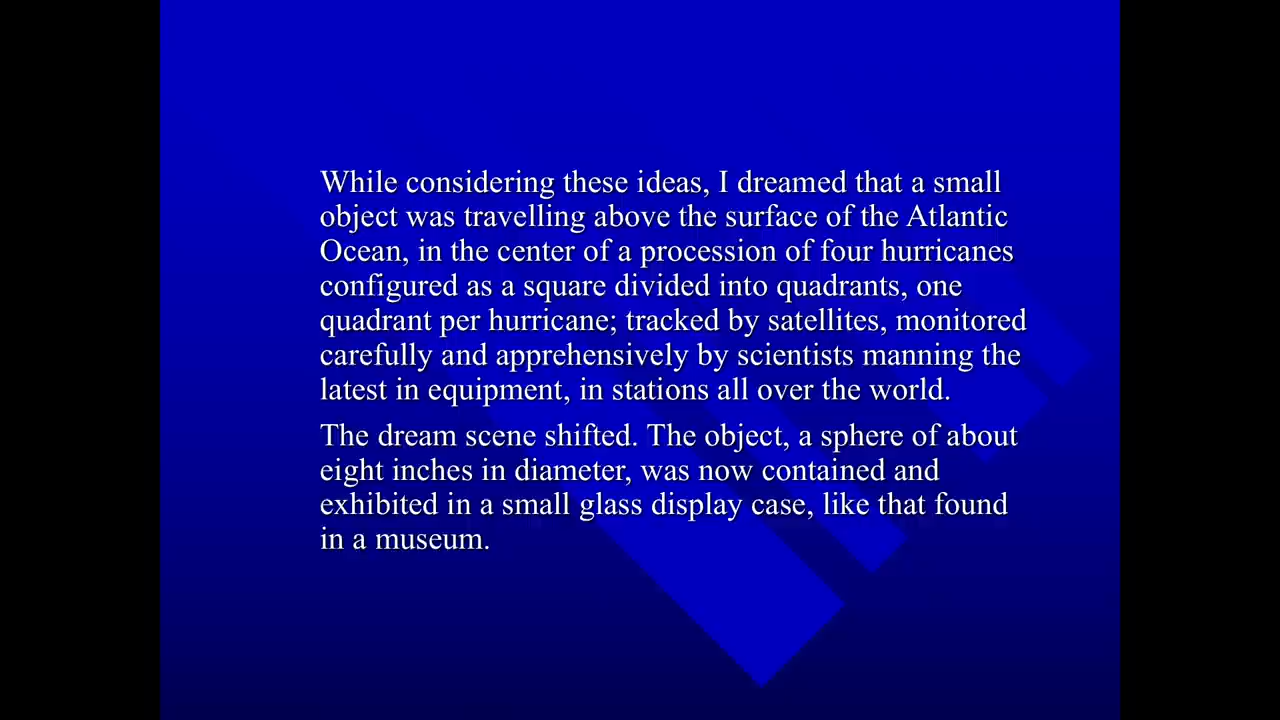 While considering these ideas, I dreamed that a small
object was travelling above the surface of the Atlantic
Ocean, in the center of a procession of four hurricanes
configured as a square divided into quadrants, one
quadrant per hurricane; tracked by satellites, monitored
carefully and apprehensively by scientists manning the
latest in equipment, in stations all over the world.
The dream scene shifted. The object, a sphere of about
eight inches in diameter, was now contained and
exhibited in a small glass display case, like that found
in a museum.